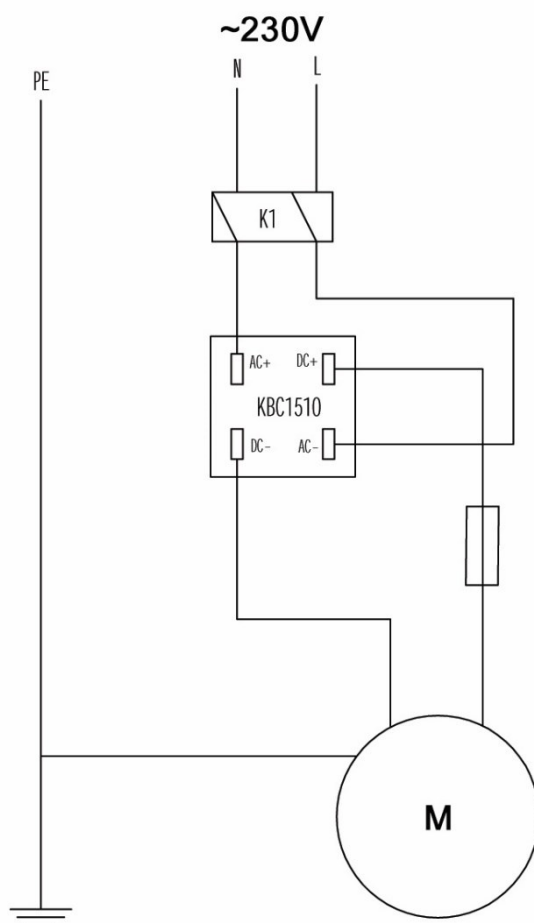 ~230V
PE
N
L
K1
AC+
DC+
KBC1510
DC-
AC-
M